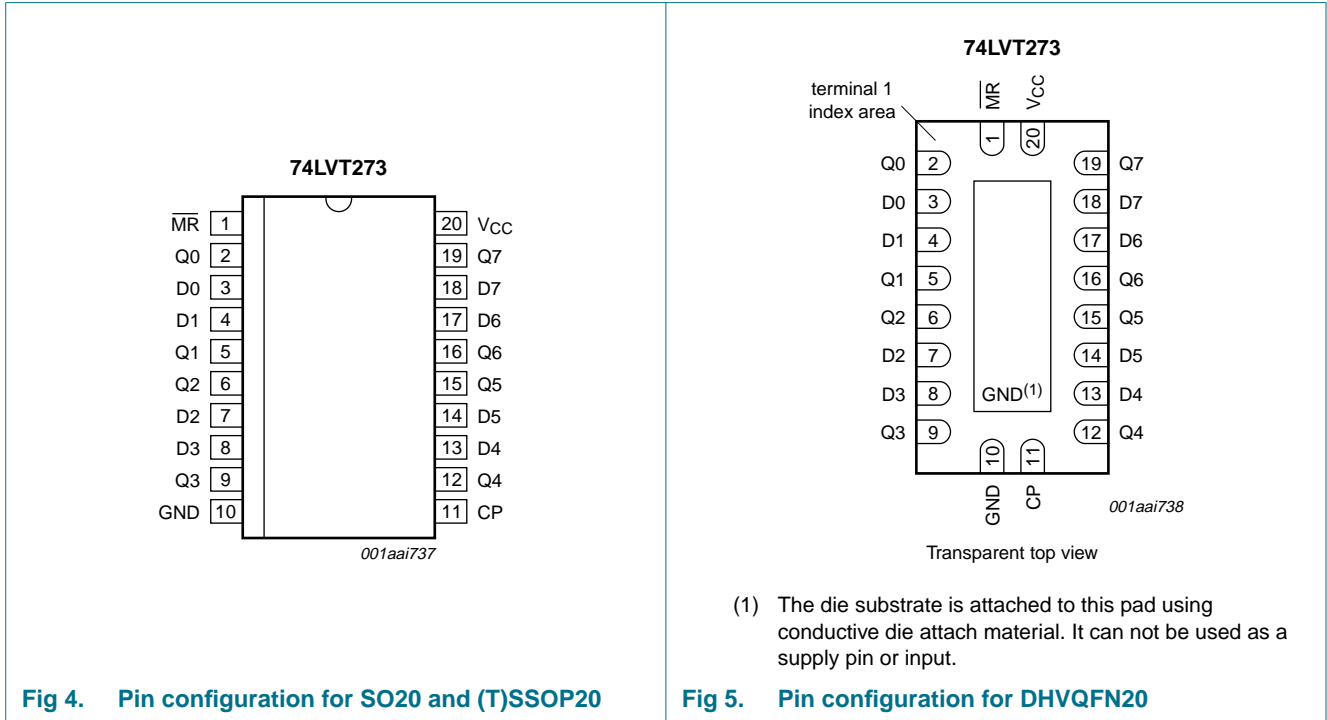 74LVT273
MR 1
Q0 2
D0 3
D1 4
Q1 5
Q2 6
D2 7
D3 8
Q3 9
GND 10
20 VCC
19 Q7
18 D7
17 D6
16 Q6
15 Q5
14 D5
13 D4
12 Q4
11 CP
001aai737
Fig 4. Pin configuration for SO20 and (T)SSOP20
74LVT273
terminal 1
index area
MR
VCC
1
20
Q0 2
D0 3
D1 4
Q1 5
Q2 6
D2 7
D3 8
Q3 9
19 Q7
18 D7
17 D6
16 Q6
15 Q5
14 D5
13 D4
12 Q4
GND(1)
10
11
GND
CP
001aai738
Transparent top view
(1) The die substrate is attached to this pad using
conductive die attach material. It can not be used as a
supply pin or input.
Fig 5. Pin configuration for DHVQFN20